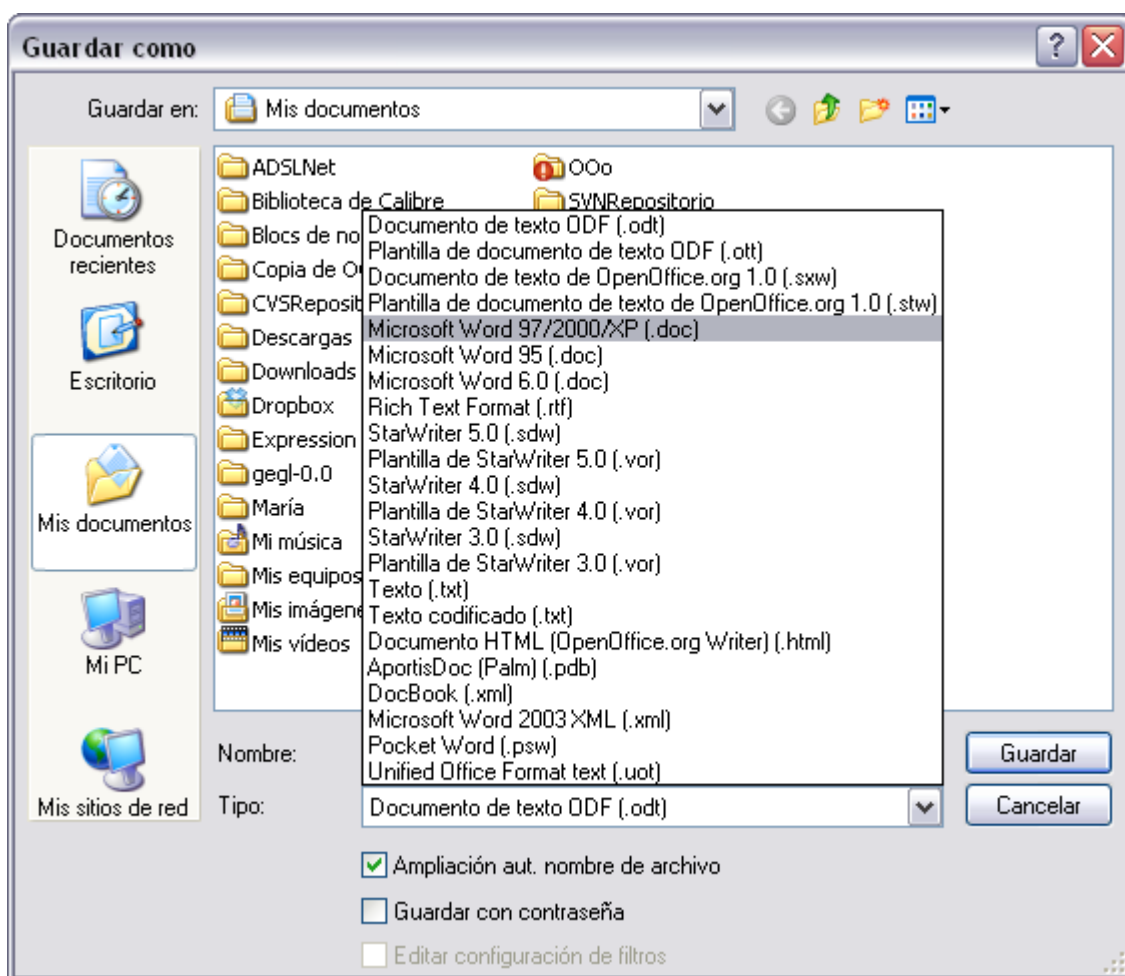 Guardar como
Guardar en:
Mis documentos
Documentos
recientes
Escritorio
Mis documentos
Mi PC
Mis sitios de red
ADSLNet
Biblioteca de Calibre
Blocs de no
Copia de O
CVSReposit
Descargas
Downloads
Dropbox
Expression
gegl-0.0
María
Mi música
Mis equipos
Mis imágene
Mis vídeos
OOo
SVNRepositorio
Documento de texto ODF (.odt)
Plantilla de documento de texto ODF (.ott)
Documento de texto de OpenOffice.org 1.0 (.sxw)
Plantilla de documento de texto de OpenOffice.org 1.0 (.stw)
Microsoft Word 97/2000/XP (.doc)
Microsoft Word 95 (.doc)
Microsoft Word 6.0 (.doc)
Rich Text Format (.rtf)
StarWriter 5.0 (.sdw)
Plantilla de StarWriter 5.0 (.vor)
StarWriter 4.0 (.sdw)
Plantilla de StarWriter 4.0 (.vor)
StarWriter 3.0 (.sdw)
Plantilla de StarWriter 3.0 (.vor)
Texto (.txt)
Texto codificado (.txt)
Documento HTML (OpenOffice.org Writer) (.html)
AportisDoc (Palm) (.pdb)
DocBook (.xml)
Microsoft Word 2003 XML (.xml)
Pocket Word (.psw)
Unified Office Format text (.uot)
Nombre:
Guardar
Tipo:
Documento de texto ODF (.odt)
Cancelar
Ampliación aut. nombre de archivo
Guardar con contraseña
Editar configuración de filtros